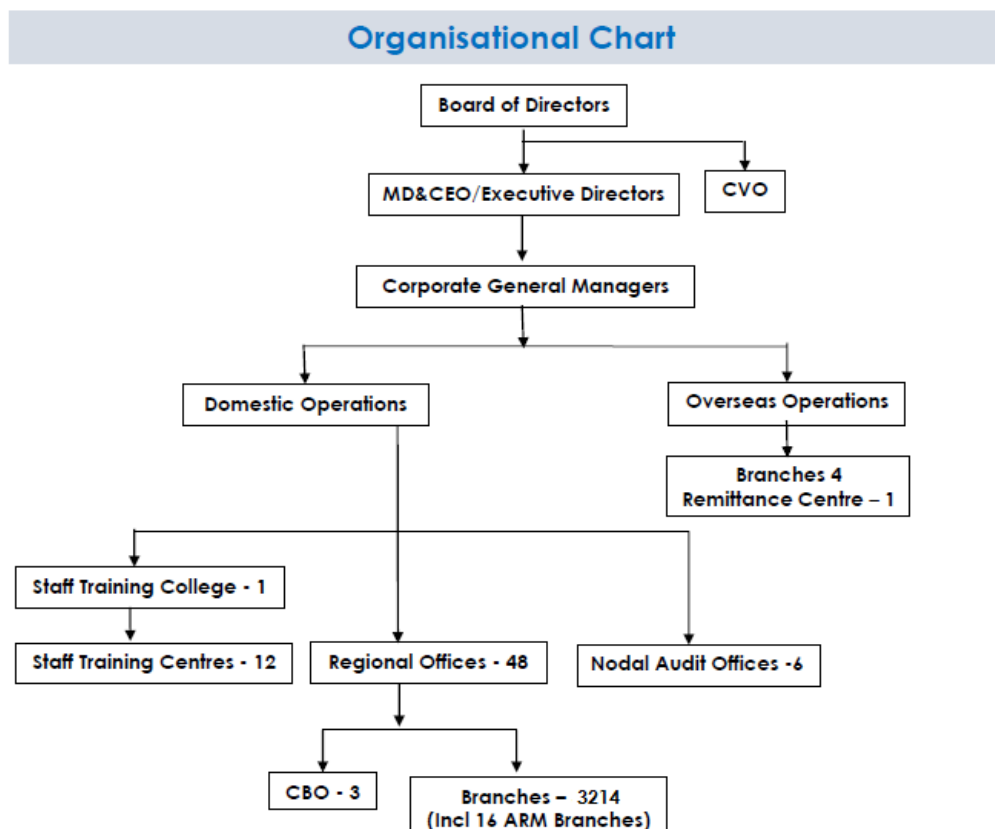 Organisational Chart
Board of Directors
MD&CEO/Executive Directors
CVO
Corporate General Managers
Domestic Operations
Overseas Operations
Branches 4
Remittance Centre – 1
Staff Training College - 1
Staff Training Centres - 12
Regional Offices - 48
Nodal Audit Offices -6
CBO - 3
Branches – 3214
(Incl 16 ARM Branches)